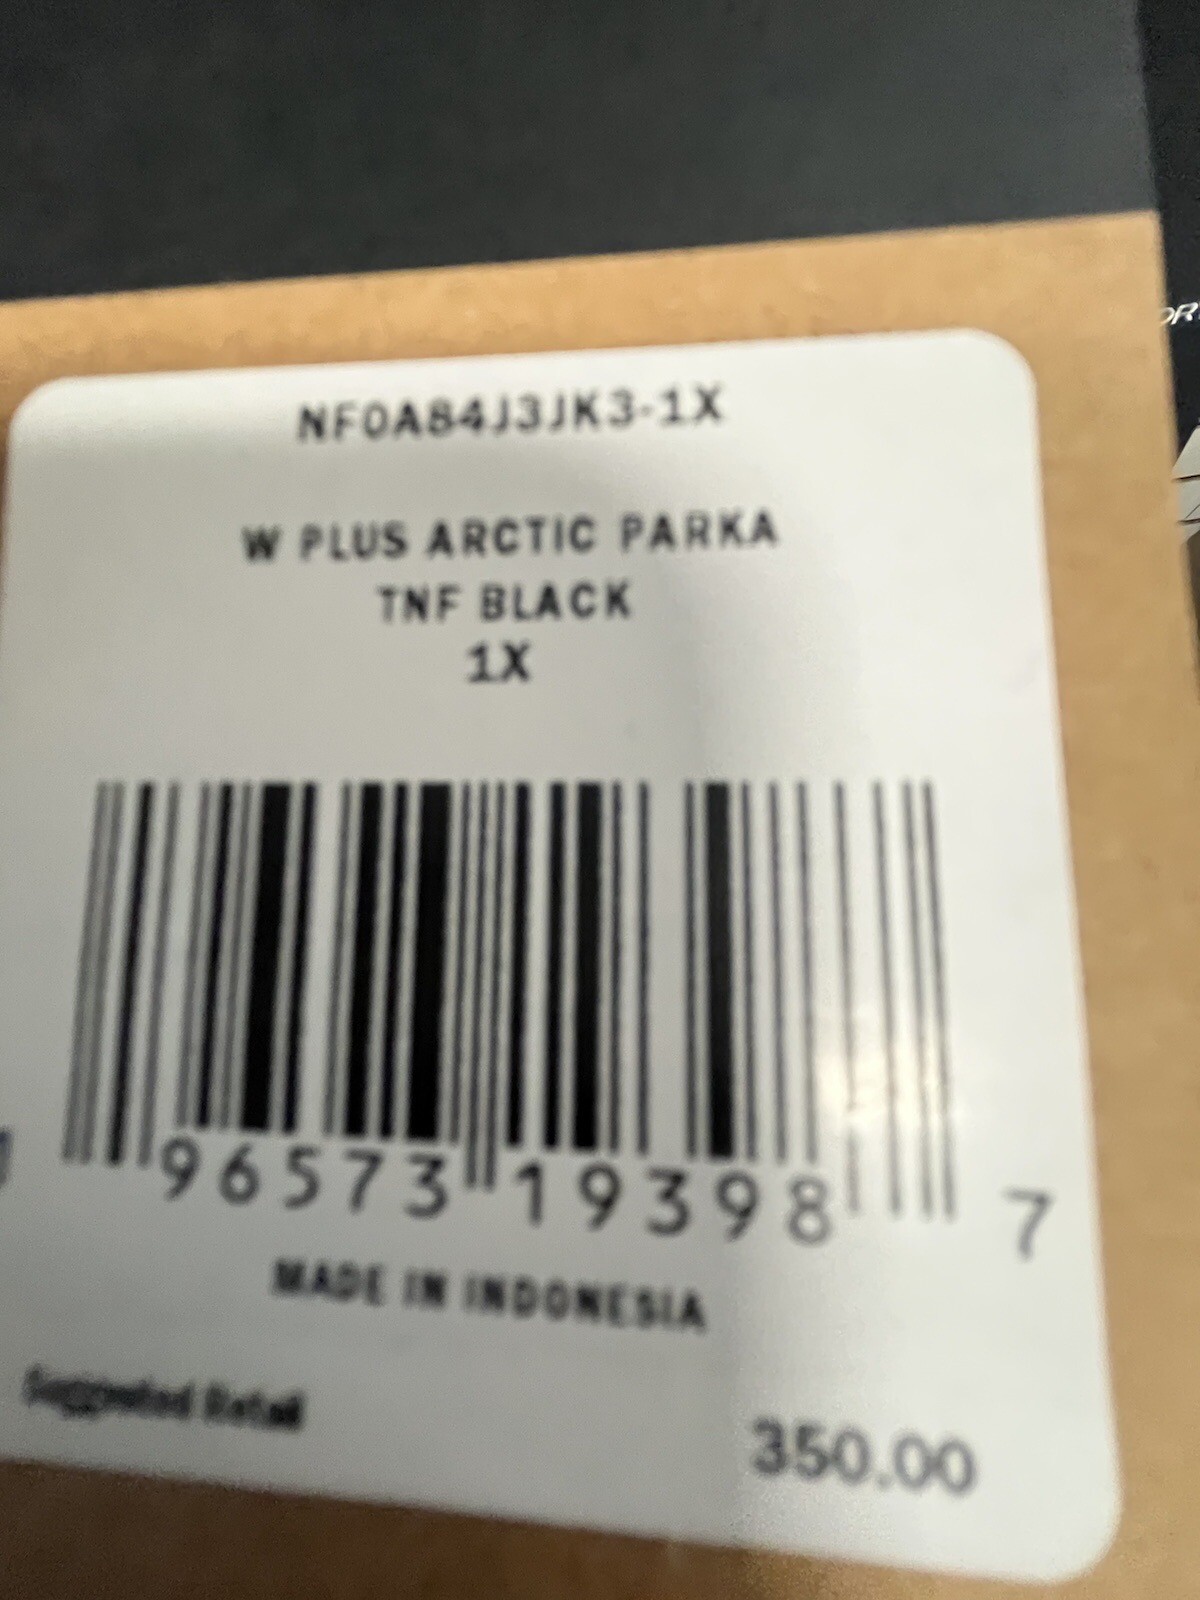 NF0A84J3JK3-1X
W PLUS ARCTIC PARKA
TNF BLACK
1X
96573 19398 7
MADE IN INDONESIA
Suggested Retail
350.00